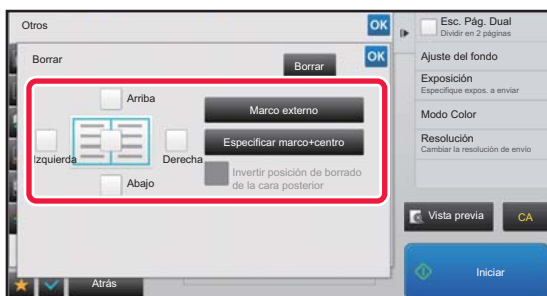 Otros
OK
Esc. Pág. Dual
Dividir en 2 páginas
Borrar
Borrar
OK
Ajuste del fondo
Exposición
Especifique expos. a enviar
Arriba
Marco externo
Modo Color
Izquierda
Derecha
Especificar marco+centro
Resolución
Cambiar la resolución de envío
Abajo
Invertir posición de borrado
de la cara posterior
Vista previa
CA
Atrás
Iniciar